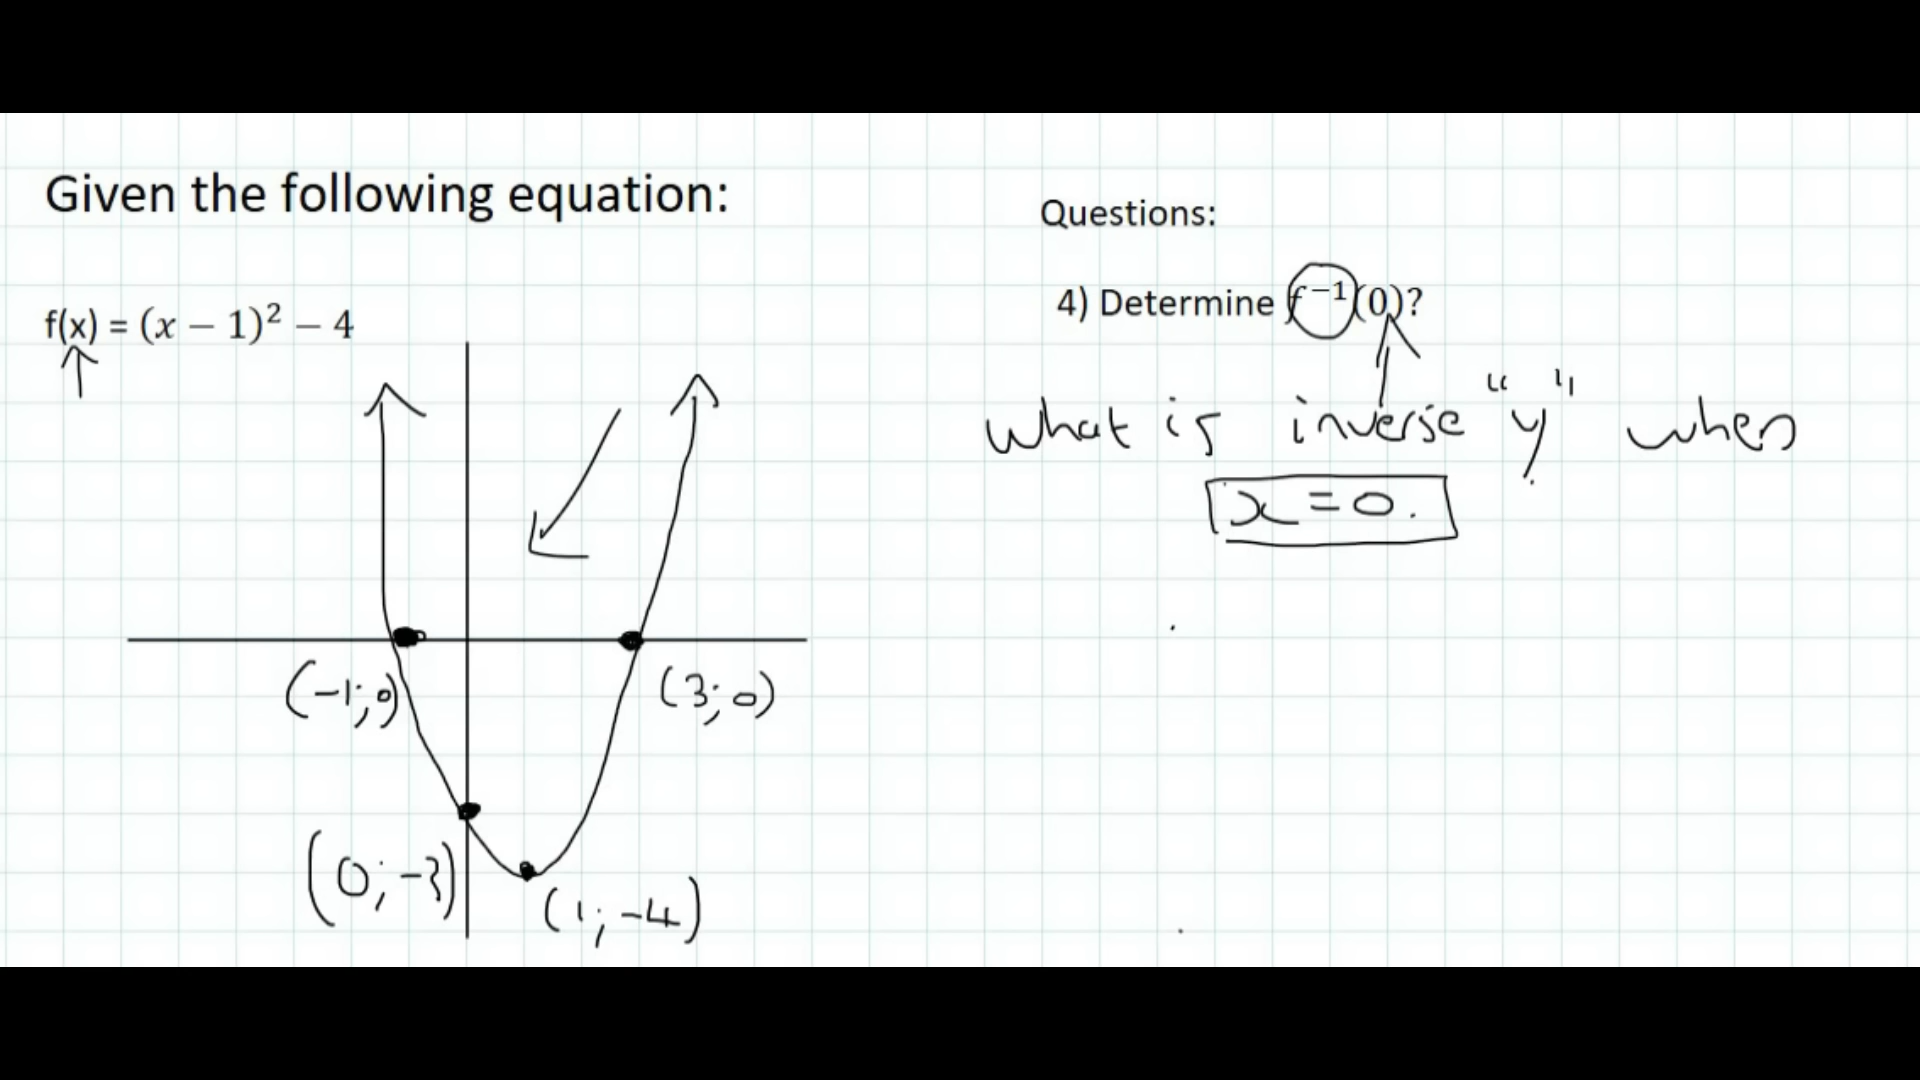 Given the following equation:
f(x) = (x − 1)² − 4
(-1;0)
(3;0)
(0;-3)
(1;-4)
Questions:
4) Determine f⁻¹(0)?
What is inverse "y" when
x = 0.